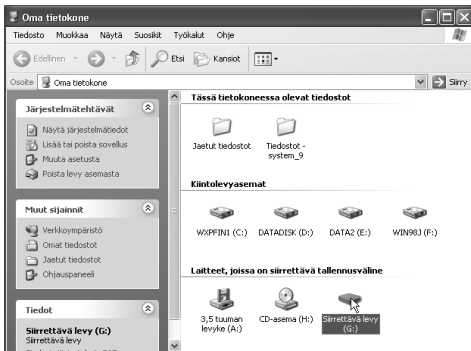 Oma tietokone
Tiedosto Muokkaa Näytä Suosikit Työkalut Ohje
Edellinen Etsi Kansiot
Osoite Oma tietokone Siirry
Järjestelmätehtävät
Näytä järjestelmätiedot
Lisää tai poista sovellus
Muuta asetusta
Poista levy asemasta
Muut sijainnit
Verkkoympäristö
Omat tiedostot
Jaetut tiedostot
Ohjauspaneeli
Tiedot
Siirrettävä levy (G:)
Siirrettävä levy
Tässä tietokoneessa olevat tiedostot
Jaetut tiedostot
Tiedostot -
system_9
Kiintolevyasemat
WXPFIN1 (C:) DATADISK (D:) DATA2 (E:) WIN98J (F:)
Laitteet, joissa on siirrettävä tallennusväline
3,5 tuuman
levyke (A:)
CD-asema (H:)
Siirrettävä levy
(G:)